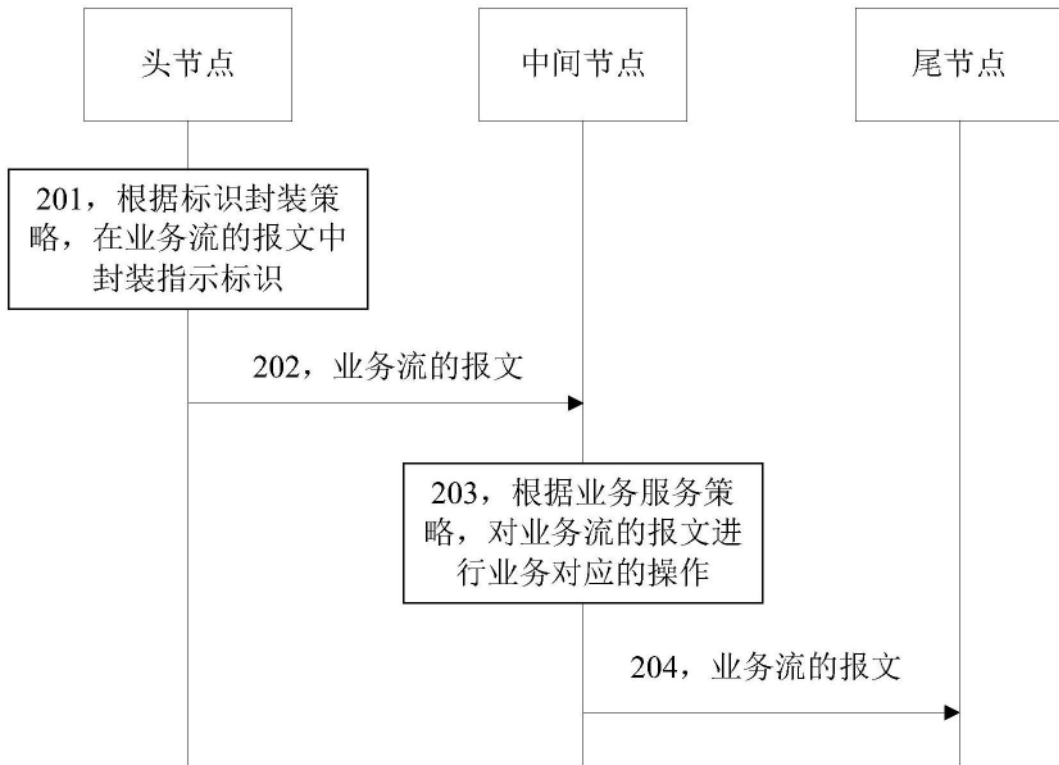 头节点
中间节点
尾节点
201，根据标识封装策
略，在业务流的报文中
封装指示标识
202，业务流的报文
203，根据业务服务策
略，对业务流的报文进
行业务对应的操作
204，业务流的报文